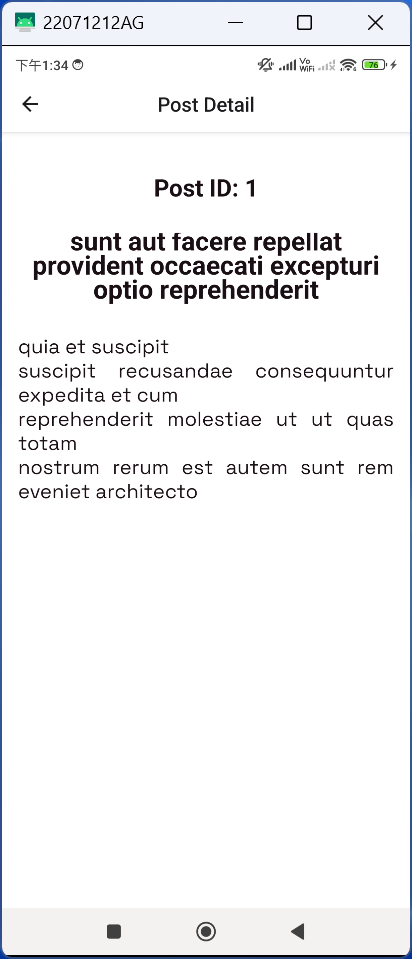 22071212AG
下午1:34
Vo
WiFi
76
Post Detail
Post ID: 1
sunt aut facere repellat
provident occaecati excepturi
optio reprehenderit
quia et suscipit
suscipit recusandae consequuntur
expedita et cum
reprehenderit molestiae ut ut quas
totam
nostrum rerum est autem sunt rem
eveniet architecto